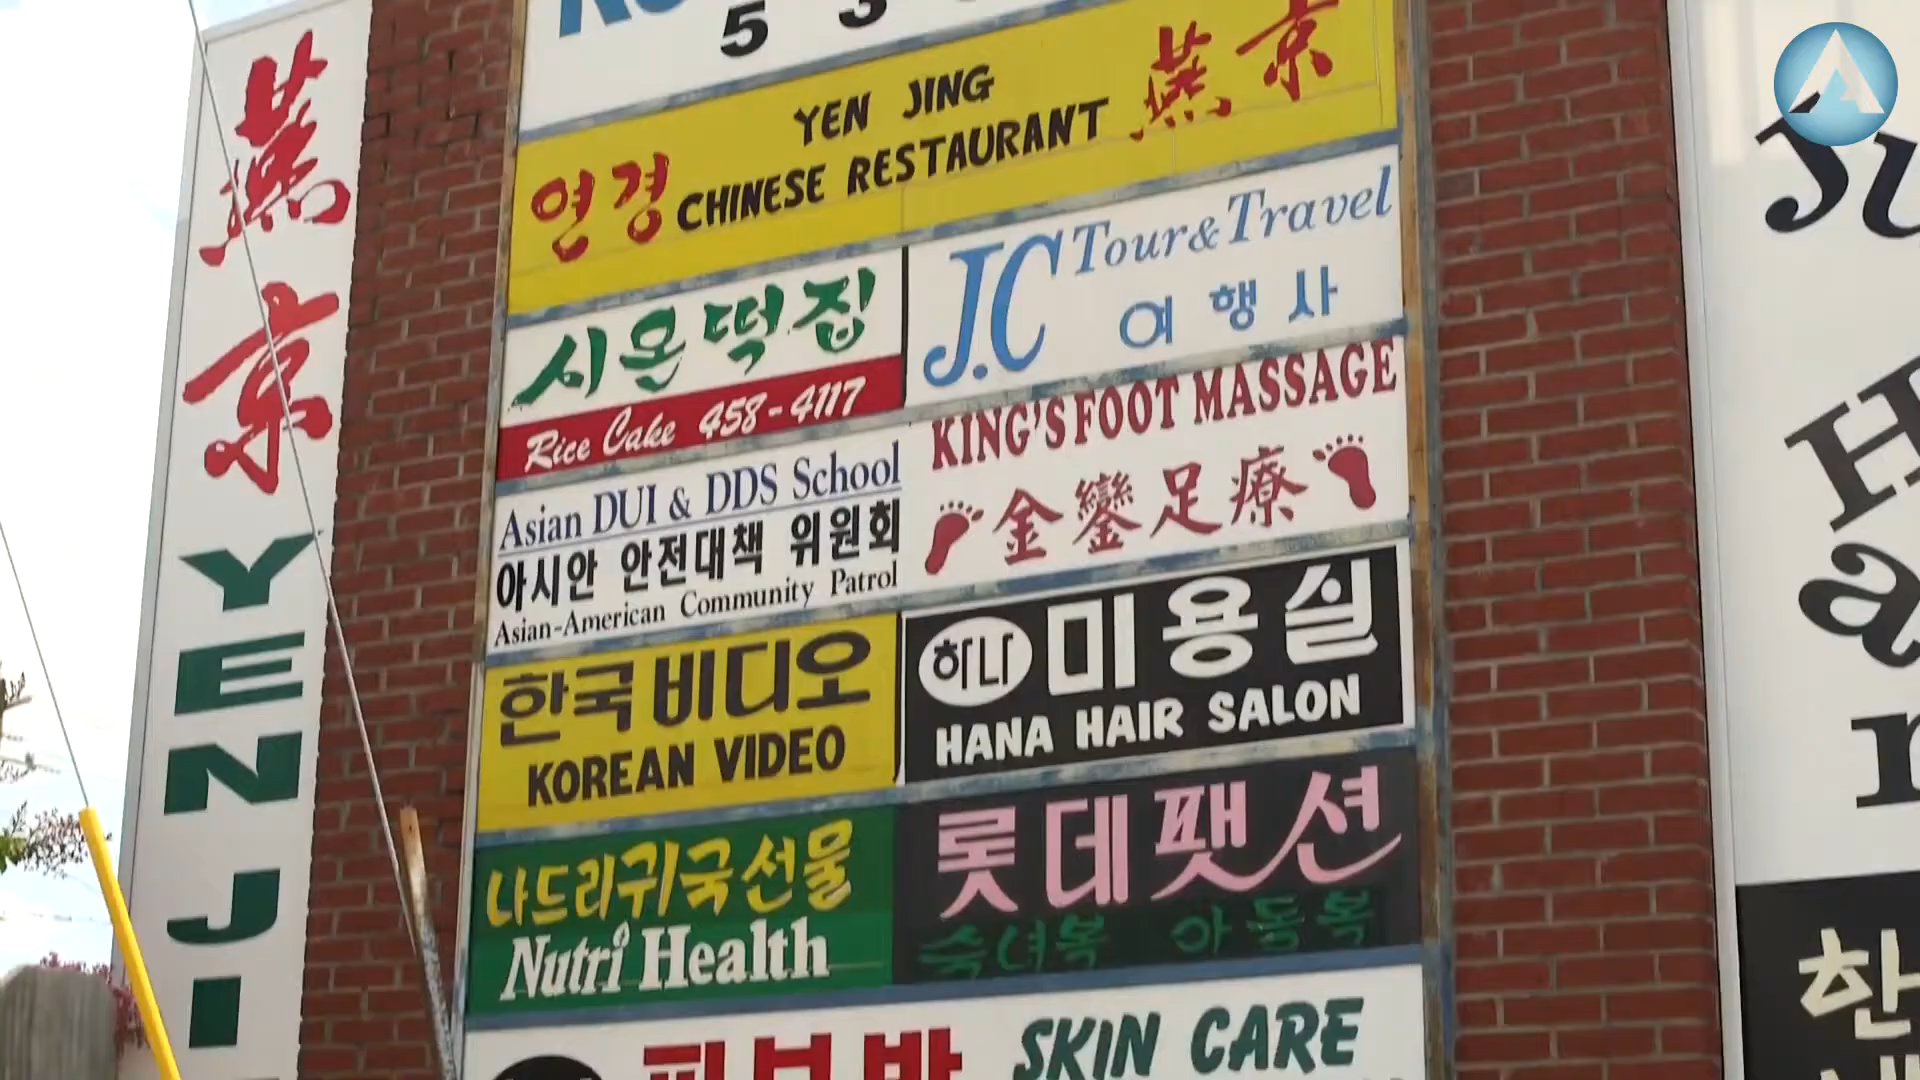 燕京
YEN
JI
5 3
YEN JING
연경 CHINESE RESTAURANT 燕京
시온떡집
Rice Cake 458-4117
J.C Tour & Travel
여행사
Asian DUI & DDS School
아시안 안전대책 위원회
Asian-American Community Patrol
KING'S FOOT MASSAGE
金鑾足療
한국비디오
KOREAN VIDEO
하나 미용실
HANA HAIR SALON
나드리귀국선물
Nutri Health
롯데팻션
숙녀복 아동복
SKIN CARE